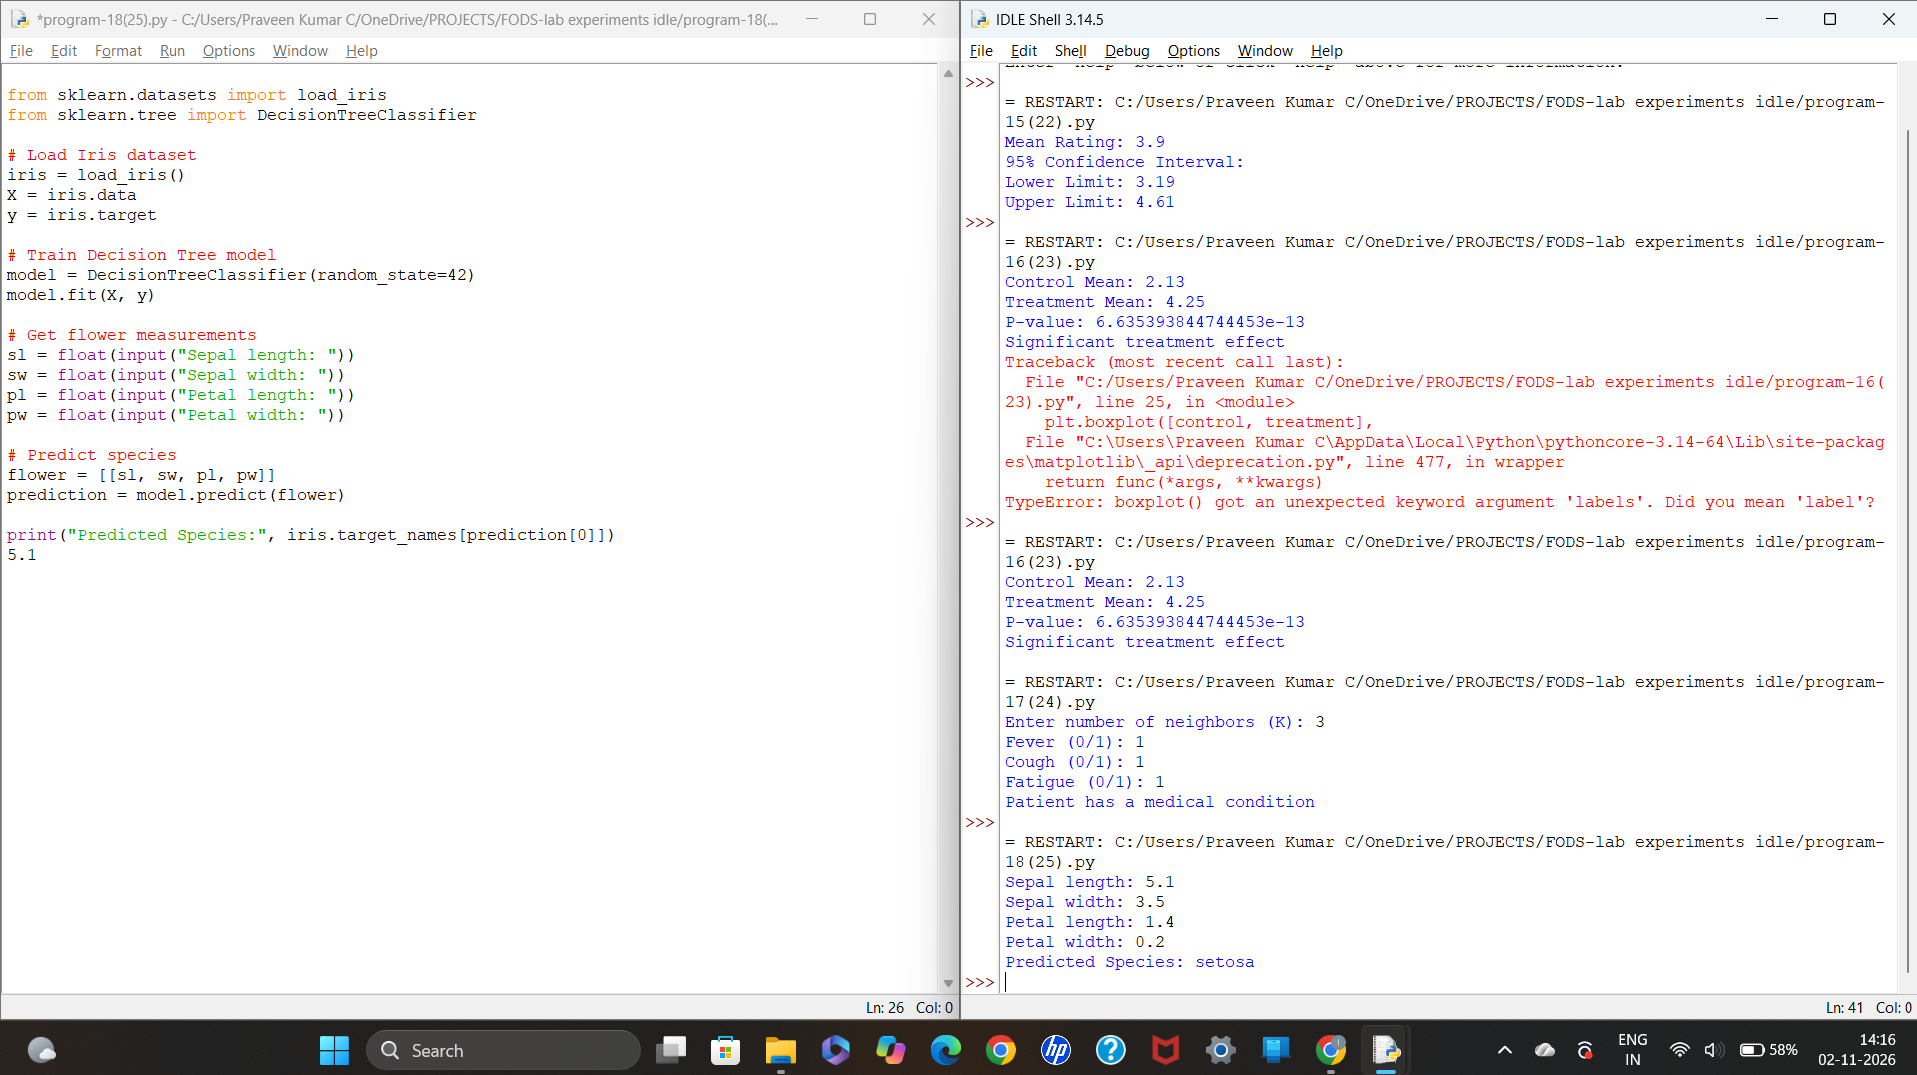 *program-18(25).py - C:/Users/Praveen Kumar C/OneDrive/PROJECTS/FODS-lab experiments idle/program-18(...
File Edit Format Run Options Window Help
from sklearn.datasets import load_iris
from sklearn.tree import DecisionTreeClassifier
# Load Iris dataset
iris = load_iris()
X = iris.data
y = iris.target
# Train Decision Tree model
model = DecisionTreeClassifier(random_state=42)
model.fit(X, y)
# Get flower measurements
sl = float(input("Sepal length: "))
sw = float(input("Sepal width: "))
pl = float(input("Petal length: "))
pw = float(input("Petal width: "))
# Predict species
flower = [[sl, sw, pl, pw]]
prediction = model.predict(flower)
print("Predicted Species:", iris.target_names[prediction[0]])
5.1
Ln: 26 Col: 0
IDLE Shell 3.14.5
File Edit Shell Debug Options Window Help
Enter "help" below or click "Help" above for more information.
>>>
= RESTART: C:/Users/Praveen Kumar C/OneDrive/PROJECTS/FODS-lab experiments idle/program-
15(22).py
Mean Rating: 3.9
95% Confidence Interval:
Lower Limit: 3.19
Upper Limit: 4.61
>>>
= RESTART: C:/Users/Praveen Kumar C/OneDrive/PROJECTS/FODS-lab experiments idle/program-
16(23).py
Control Mean: 2.13
Treatment Mean: 4.25
P-value: 6.635393844744453e-13
Significant treatment effect
Traceback (most recent call last):
  File "C:/Users/Praveen Kumar C/OneDrive/PROJECTS/FODS-lab experiments idle/program-16(
23).py", line 25, in <module>
    plt.boxplot([control, treatment],
  File "C:\Users\Praveen Kumar C\AppData\Local\Python\pythoncore-3.14-64\Lib\site-packag
es\matplotlib\_api\deprecation.py", line 477, in wrapper
    return func(*args, **kwargs)
TypeError: boxplot() got an unexpected keyword argument 'labels'. Did you mean 'label'?
>>>
= RESTART: C:/Users/Praveen Kumar C/OneDrive/PROJECTS/FODS-lab experiments idle/program-
16(23).py
Control Mean: 2.13
Treatment Mean: 4.25
P-value: 6.635393844744453e-13
Significant treatment effect
= RESTART: C:/Users/Praveen Kumar C/OneDrive/PROJECTS/FODS-lab experiments idle/program-
17(24).py
Enter number of neighbors (K): 3
Fever (0/1): 1
Cough (0/1): 1
Fatigue (0/1): 1
Patient has a medical condition
>>>
= RESTART: C:/Users/Praveen Kumar C/OneDrive/PROJECTS/FODS-lab experiments idle/program-
18(25).py
Sepal length: 5.1
Sepal width: 3.5
Petal length: 1.4
Petal width: 0.2
Predicted Species: setosa
>>>
Ln: 41 Col: 0
Search
hp
ENG
IN
58%
14:16
02-11-2026